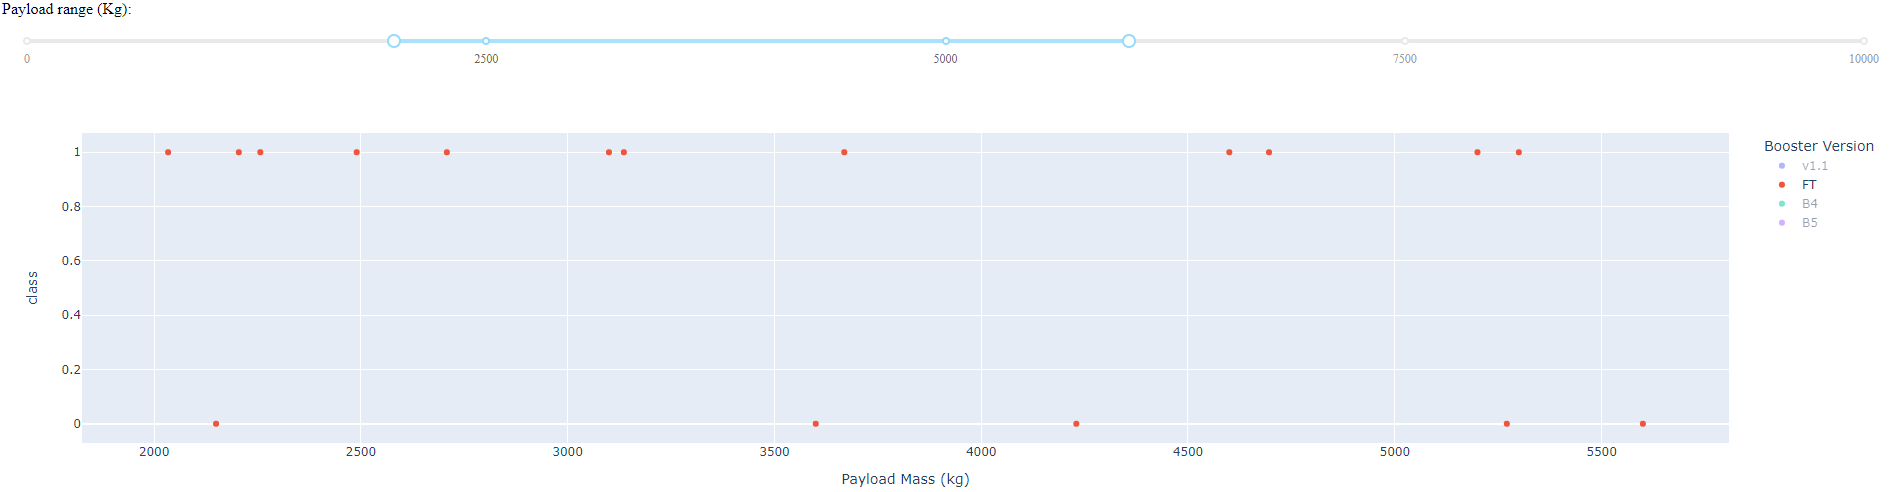 Payload range (Kg):
0 2500 5000 7500 10000
Booster Version
v1.1
FT
B4
B5
1
0.8
0.6
0.4
0.2
0
class
2000 2500 3000 3500 4000 4500 5000 5500
Payload Mass (kg)